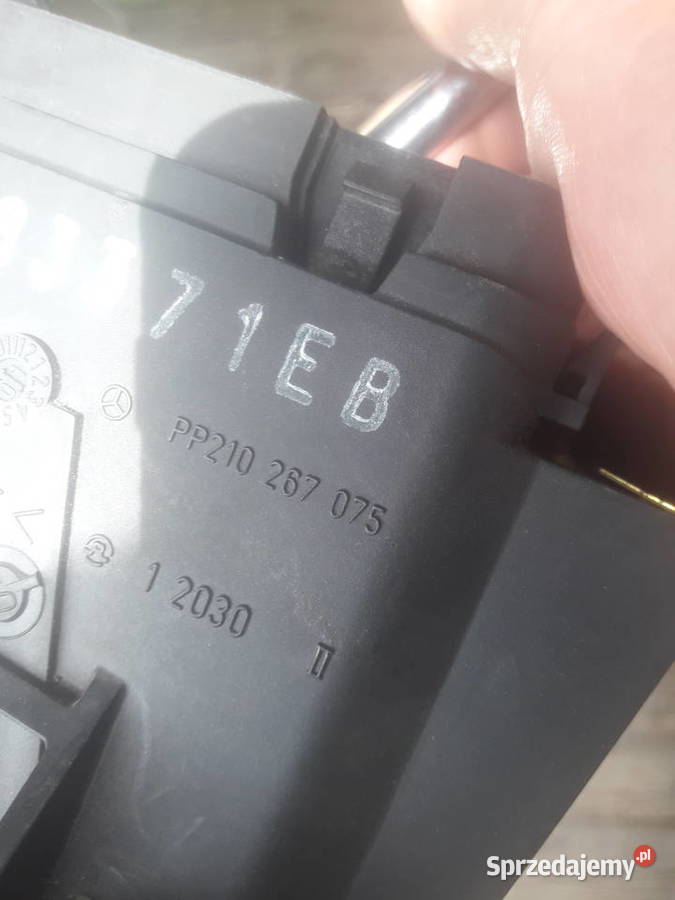 71EB
PP210 267 075
1 2030
II
Sprzedajemy.pl